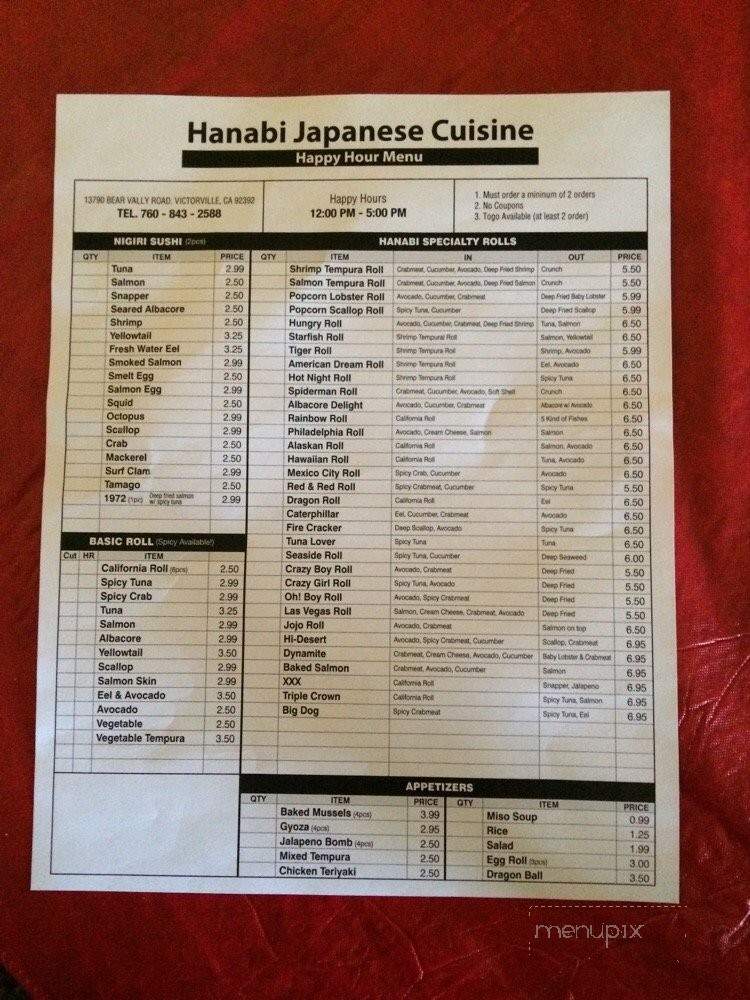 Hanabi Japanese Cuisine
Happy Hour Menu
13790 BEAR VALLY ROAD. VICTORVILLE, CA 92392
TEL. 760 - 843 - 2588
Happy Hours
12:00 PM - 5:00 PM
1. Must order a minimum of 2 orders
2. No Coupons
3. Togo Available (at least 2 order)
NIGIRI SUSHI (2pcs)
QTY ITEM PRICE
Tuna 2.99
Salmon 2.50
Snapper 2.50
Seared Albacore 2.50
Shrimp 2.50
Yellowtail 3.25
Fresh Water Eel 3.25
Smoked Salmon 2.99
Smelt Egg 2.50
Salmon Egg 2.99
Squid 2.50
Octopus 2.99
Scallop 2.99
Crab 2.50
Mackerel 2.50
Surf Clam 2.99
Tamago 2.50
1972 (1pc) Deep fried salmon w/ spicy tuna 2.99
BASIC ROLL (Spicy Available!)
Cut HR ITEM
California Roll (8pcs) 2.50
Spicy Tuna 2.99
Spicy Crab 2.99
Tuna 3.25
Salmon 2.99
Albacore 2.99
Yellowtail 3.50
Scallop 2.99
Salmon Skin 2.99
Eel & Avocado 3.50
Avocado 2.50
Vegetable 2.50
Vegetable Tempura 3.50
HANABI SPECIALTY ROLLS
QTY ITEM IN OUT PRICE
Shrimp Tempura Roll Crabmeat, Cucumber, Avocado, Deep Fried Shrimp Crunch 5.50
Salmon Tempura Roll Crabmeat, Cucumber, Avocado, Deep Fried Salmon Crunch 5.50
Popcorn Lobster Roll Avocado, Cucumber, Crabmeat Deep Fried Baby Lobster 5.99
Popcorn Scallop Roll Spicy Tuna, Cucumber Deep Fried Scallop 5.99
Hungry Roll Avocado, Cucumber, Crabmeat, Deep Fried Shrimp Tuna, Salmon 6.50
Starfish Roll Shrimp Tempural Roll Salmon, Yellowtail 6.50
Tiger Roll Shrimp Tempura Roll Shrimp, Avocado 5.99
American Dream Roll Shrimp Tempura Roll Eel, Avocado 6.50
Hot Night Roll Shrimp Tempura Roll Spicy Tuna 6.50
Spiderman Roll Crabmeat, Cucumber, Avocado, Soft Shell Crunch 6.50
Albacore Delight Avocado, Cucumber, Crabmeat Albacore w/ Avocado 6.50
Rainbow Roll California Roll 5 Kind of Fishes 6.50
Philadelphia Roll Avocado, Cream Cheese, Salmon Salmon 6.50
Alaskan Roll California Roll Salmon, Avocado 6.50
Hawaiian Roll California Roll Tuna, Avocado 6.50
Mexico City Roll Spicy Crab, Cucumber Avocado 6.50
Red & Red Roll Spicy Crabmeat, Cucumber Spicy Tuna 5.50
Dragon Roll California Roll Eel 6.50
Caterphillar Eel, Cucumber, Crabmeat Avocado 6.50
Fire Cracker Deep Scallop, Avocado Spicy Tuna 6.50
Tuna Lover Spicy Tuna Tuna 6.50
Seaside Roll Spicy Tuna, Cucumber Deep Seaweed 6.00
Crazy Boy Roll Avocado, Crabmeat Deep Fried 5.50
Crazy Girl Roll Spicy Tuna, Avocado Deep Fried 5.50
Oh! Boy Roll Avocado, Spicy Crabmeat Deep Fried 5.50
Las Vegas Roll Salmon, Cream Cheese, Crabmeat, Avocado Deep Fried 5.50
Jojo Roll Avocado, Crabmeat Salmon on top 6.50
Hi-Desert Avocado, Spicy Crabmeat, Cucumber Scallop, Crabmeat 6.95
Dynamite Crabmeat, Cream Cheese, Avocado, Cucumber Baby Lobster & Crabmeat 6.95
Baked Salmon Crabmeat, Avocado, Cucumber Salmon 6.95
XXX California Roll Snapper, Jalapeno 6.95
Triple Crown California Roll Spicy Tuna, Salmon 6.95
Big Dog Spicy Crabmeat Spicy Tuna, Eel 6.95
APPETIZERS
QTY ITEM PRICE QTY ITEM PRICE
Baked Mussels (4pcs) 3.99 Miso Soup 0.99
Gyoza (4pcs) 2.95 Rice 1.25
Jalapeno Bomb (4pcs) 2.50 Salad 1.99
Mixed Tempura 2.50 Egg Roll (3pcs) 3.00
Chicken Teriyaki 2.50 Dragon Ball 3.50
menupix